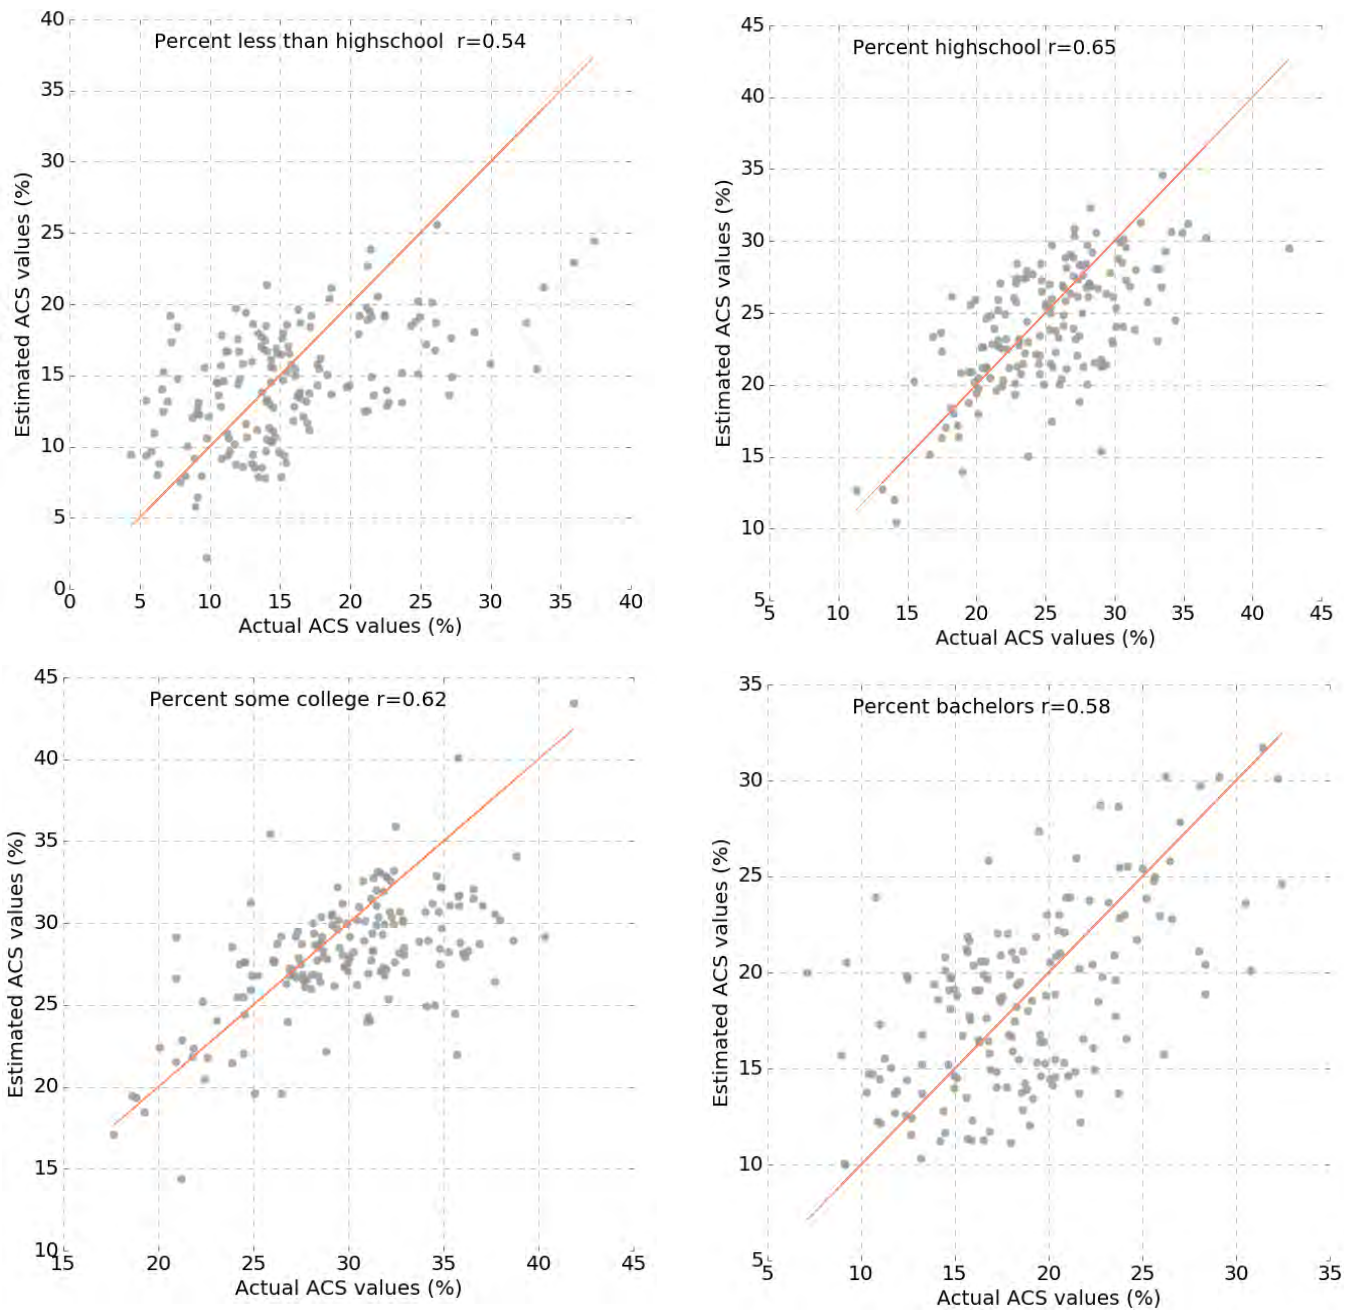 40
Percent less than highschool r=0.54
35
30
25
20
15
10
5
0
0 5 10 15 20 25 30 35 40
Estimated ACS values (%)
Actual ACS values (%)
45
Percent highschool r=0.65
40
35
30
25
20
15
10
5
5 10 15 20 25 30 35 40 45
Estimated ACS values (%)
Actual ACS values (%)
45
Percent some college r=0.62
40
35
30
25
20
15
10
15 20 25 30 35 40 45
Estimated ACS values (%)
Actual ACS values (%)
35
Percent bachelors r=0.58
30
25
20
15
10
5
5 10 15 20 25 30 35
Estimated ACS values (%)
Actual ACS values (%)